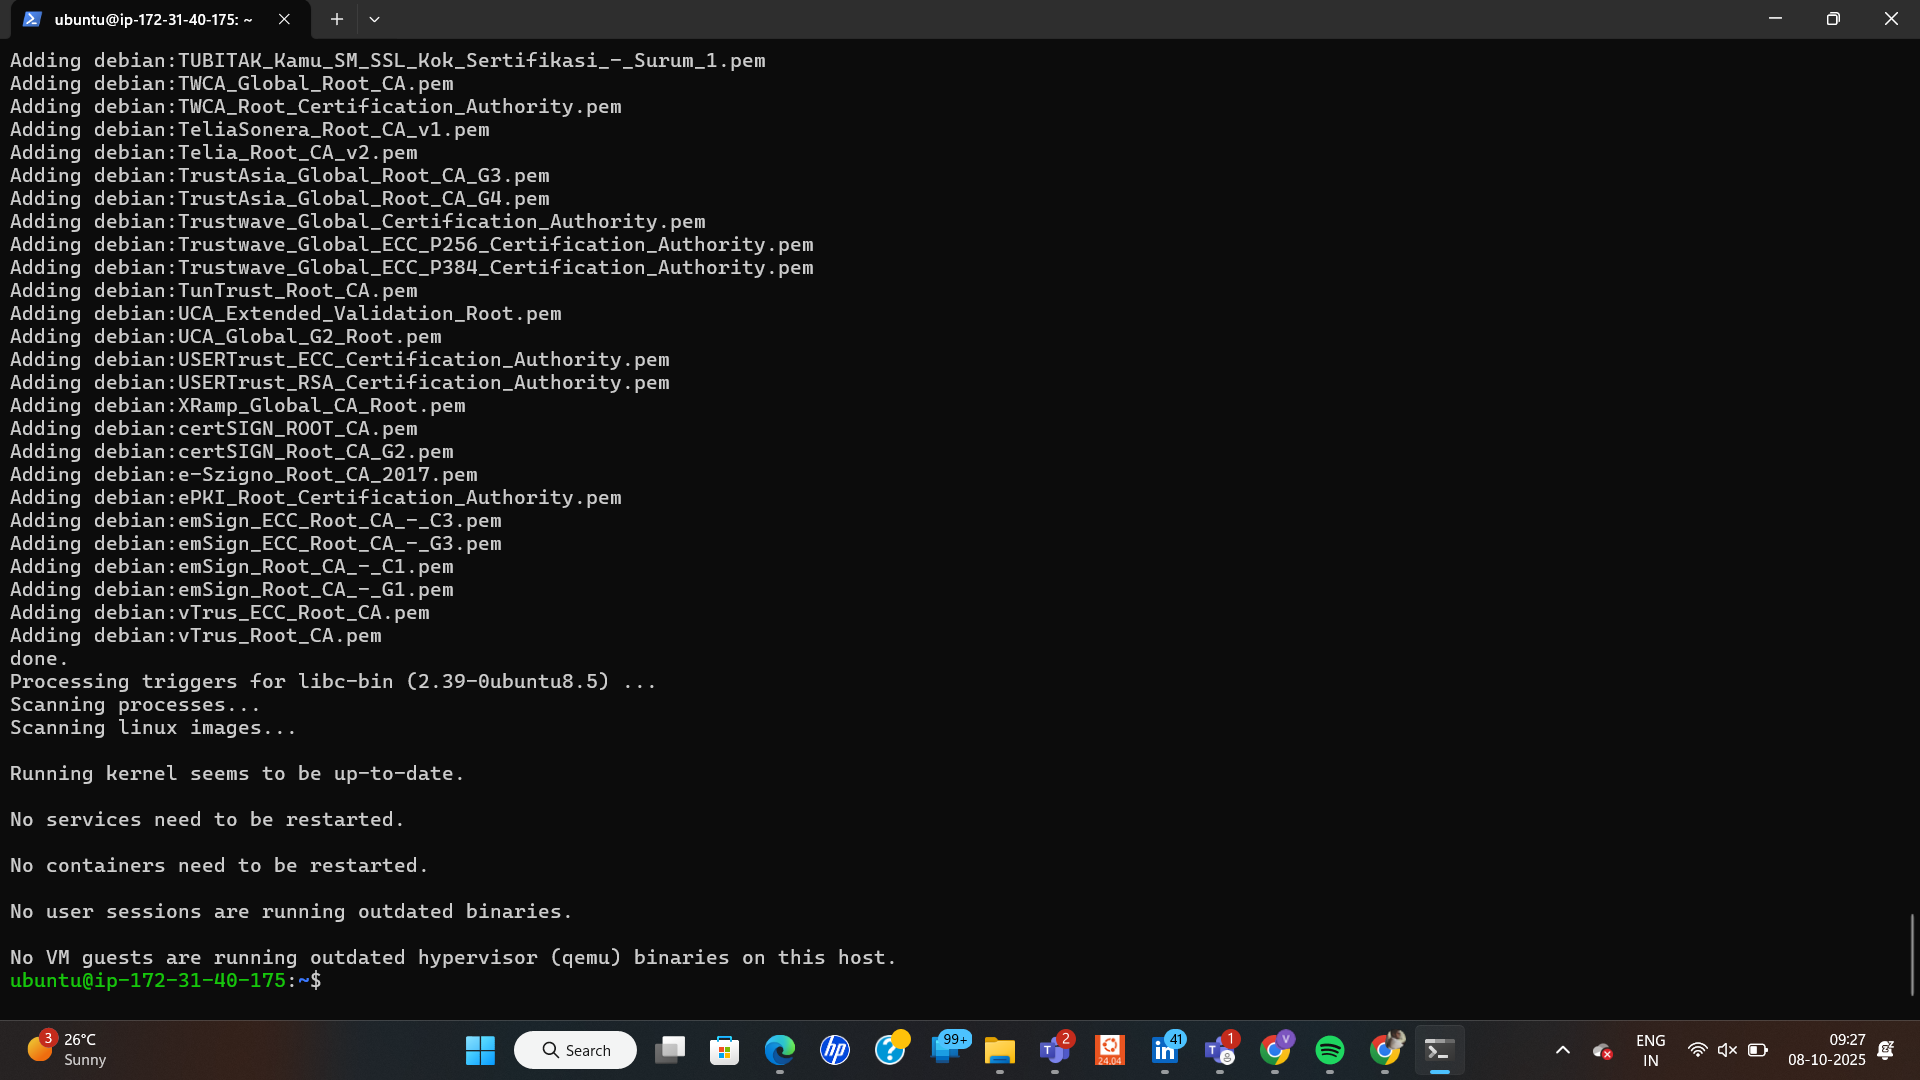 ubuntu@ip-172-31-40-175: ~
Adding debian:TUBITAK_Kamu_SM_SSL_Kok_Sertifikasi_-_Surum_1.pem
Adding debian:TWCA_Global_Root_CA.pem
Adding debian:TWCA_Root_Certification_Authority.pem
Adding debian:TeliaSonera_Root_CA_v1.pem
Adding debian:Telia_Root_CA_v2.pem
Adding debian:TrustAsia_Global_Root_CA_G3.pem
Adding debian:TrustAsia_Global_Root_CA_G4.pem
Adding debian:Trustwave_Global_Certification_Authority.pem
Adding debian:Trustwave_Global_ECC_P256_Certification_Authority.pem
Adding debian:Trustwave_Global_ECC_P384_Certification_Authority.pem
Adding debian:TunTrust_Root_CA.pem
Adding debian:UCA_Extended_Validation_Root.pem
Adding debian:UCA_Global_G2_Root.pem
Adding debian:USERTrust_ECC_Certification_Authority.pem
Adding debian:USERTrust_RSA_Certification_Authority.pem
Adding debian:XRamp_Global_CA_Root.pem
Adding debian:certSIGN_ROOT_CA.pem
Adding debian:certSIGN_Root_CA_G2.pem
Adding debian:e-Szigno_Root_CA_2017.pem
Adding debian:ePKI_Root_Certification_Authority.pem
Adding debian:emSign_ECC_Root_CA_-_C3.pem
Adding debian:emSign_ECC_Root_CA_-_G3.pem
Adding debian:emSign_Root_CA_-_C1.pem
Adding debian:emSign_Root_CA_-_G1.pem
Adding debian:vTrus_ECC_Root_CA.pem
Adding debian:vTrus_Root_CA.pem
done.
Processing triggers for libc-bin (2.39-0ubuntu8.5) ...
Scanning processes...
Scanning linux images...
Running kernel seems to be up-to-date.
No services need to be restarted.
No containers need to be restarted.
No user sessions are running outdated binaries.
No VM guests are running outdated hypervisor (qemu) binaries on this host.
ubuntu@ip-172-31-40-175:~$
3
26°C
Sunny
Search
hp
?
99+
T 2
24.04
in 41
T 1
V
ENG
IN
09:27
08-10-2025